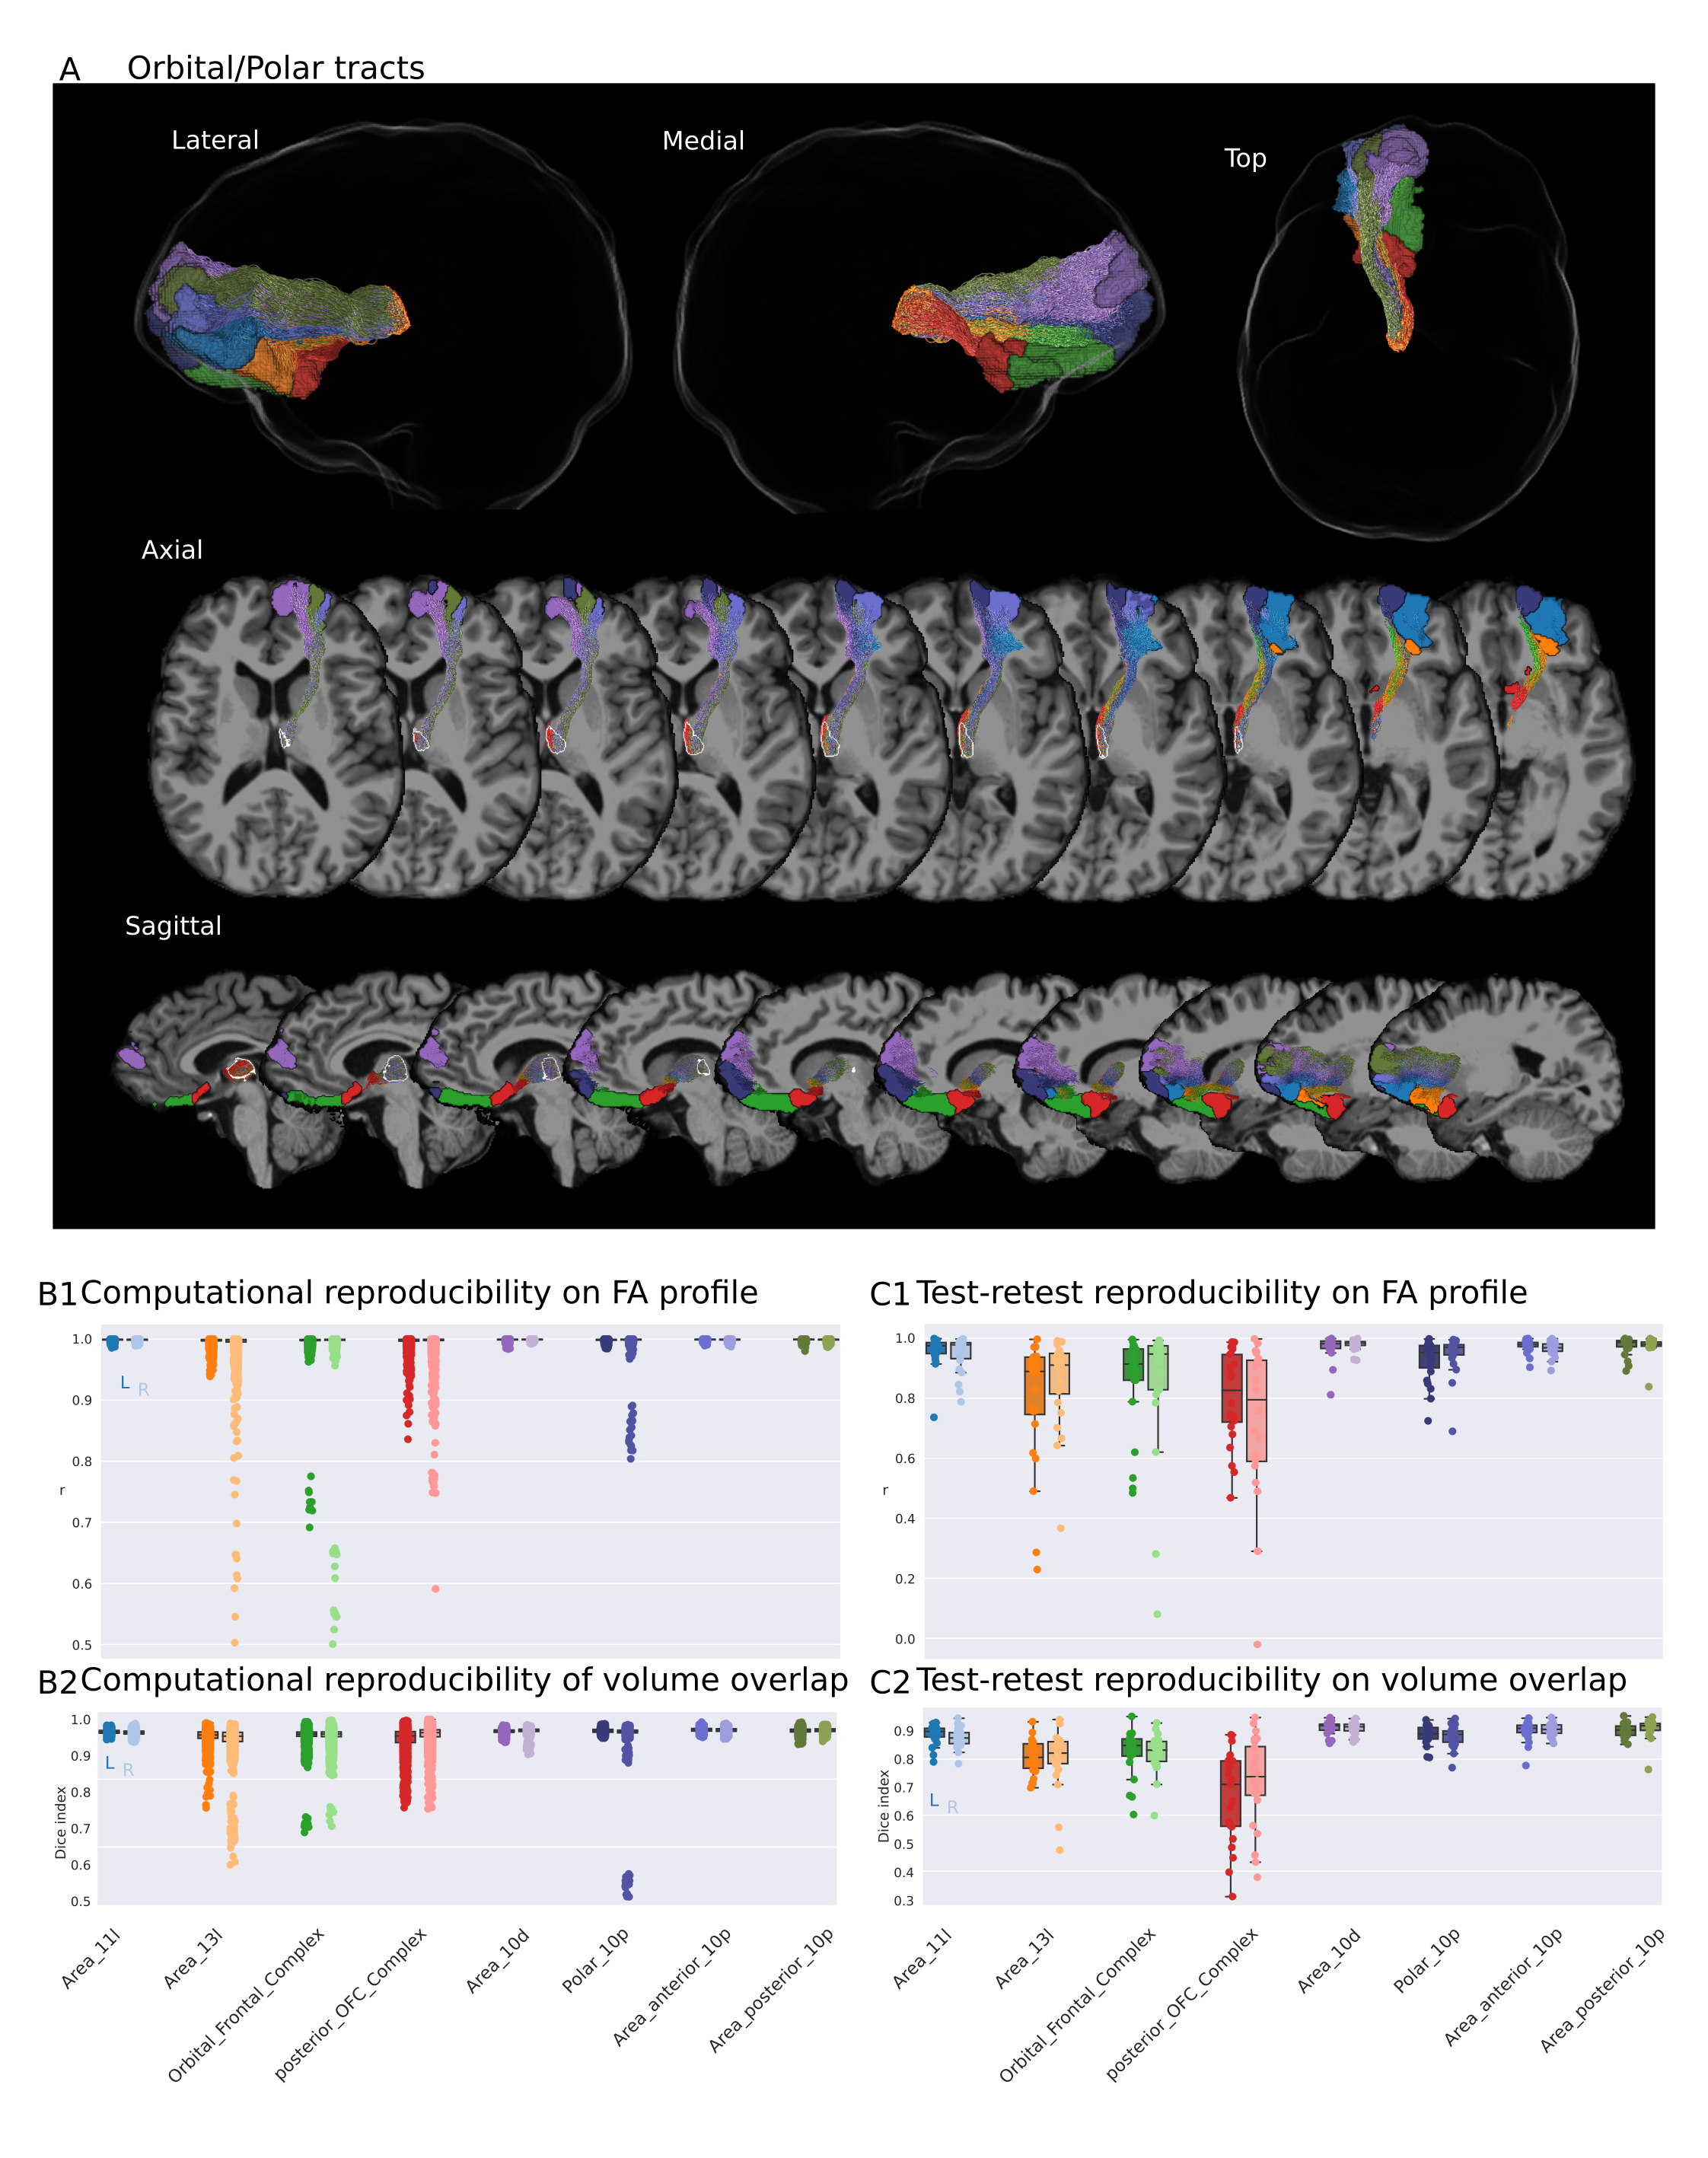 A Orbital/Polar tracts
Lateral
Medial
Top
Axial
Sagittal
B1 Computational reproducibility on FA profile
1.0
0.9
0.8
0.7
0.6
0.5
r
L R
C1 Test-retest reproducibility on FA profile
1.0
0.8
0.6
0.4
0.2
0.0
r
B2 Computational reproducibility of volume overlap
1.0
0.9
0.8
0.7
0.6
0.5
Dice index
L R
Area_11l
Area_13l
Orbital_Frontal_Complex
posterior_OFC_Complex
Area_10d
Polar_10p
Area_anterior_10p
Area_posterior_10p
C2 Test-retest reproducibility on volume overlap
0.9
0.8
0.7
0.6
0.5
0.4
0.3
Dice index
L R
Area_11l
Area_13l
Orbital_Frontal_Complex
posterior_OFC_Complex
Area_10d
Polar_10p
Area_anterior_10p
Area_posterior_10p